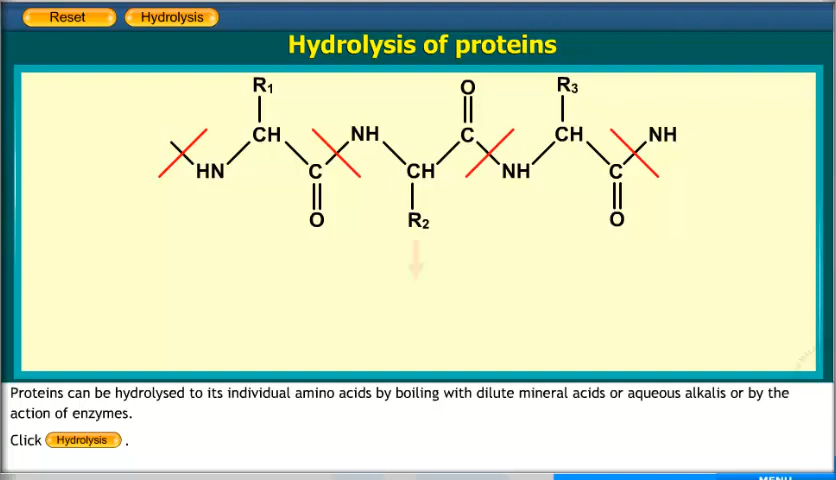 Reset Hydrolysis
Hydrolysis of proteins
R₁ O R₃
CH NH C CH NH
HN C CH NH C
O R₂ O
Proteins can be hydrolysed to its individual amino acids by boiling with dilute mineral acids or aqueous alkalis or by the
action of enzymes.
Click Hydrolysis .
MENU